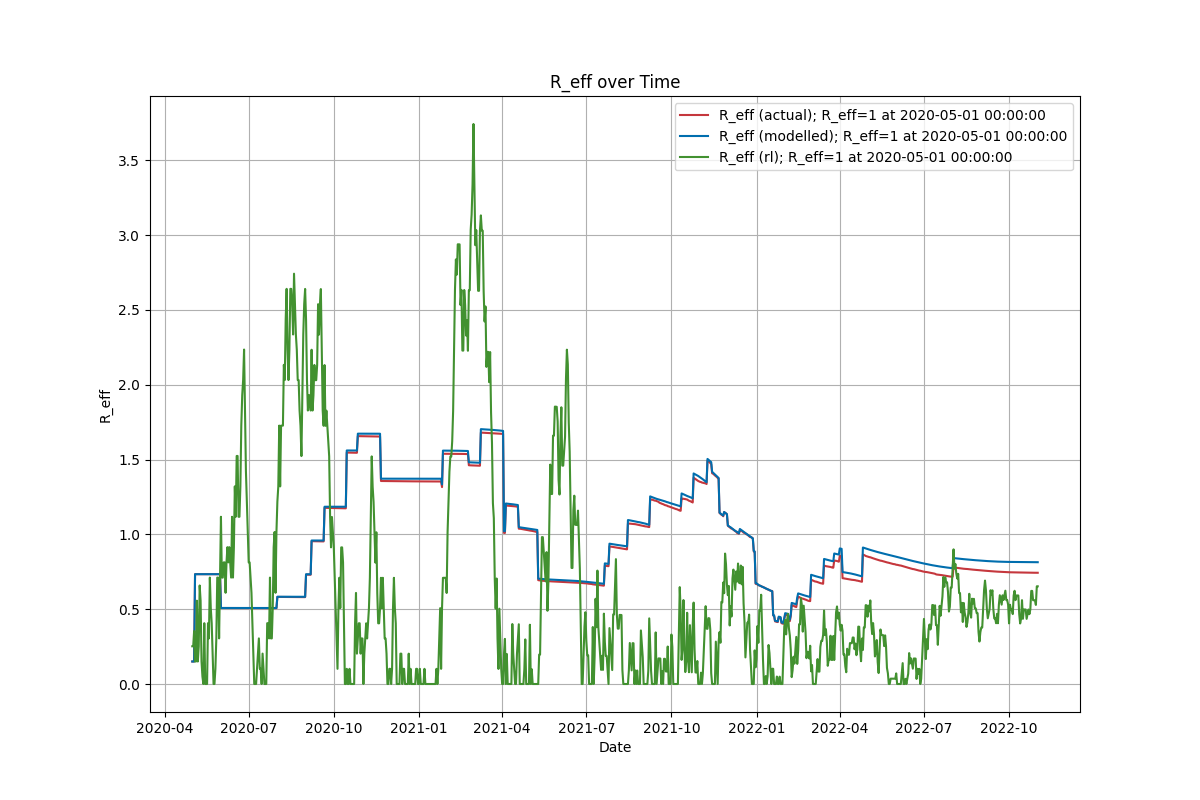 R_eff over Time
R_eff (actual); R_eff=1 at 2020-05-01 00:00:00
R_eff (modelled); R_eff=1 at 2020-05-01 00:00:00
R_eff (rl); R_eff=1 at 2020-05-01 00:00:00
3.5
3.0
2.5
2.0
1.5
1.0
0.5
0.0
R_eff
2020-04 2020-07 2020-10 2021-01 2021-04 2021-07 2021-10 2022-01 2022-04 2022-07 2022-10
Date